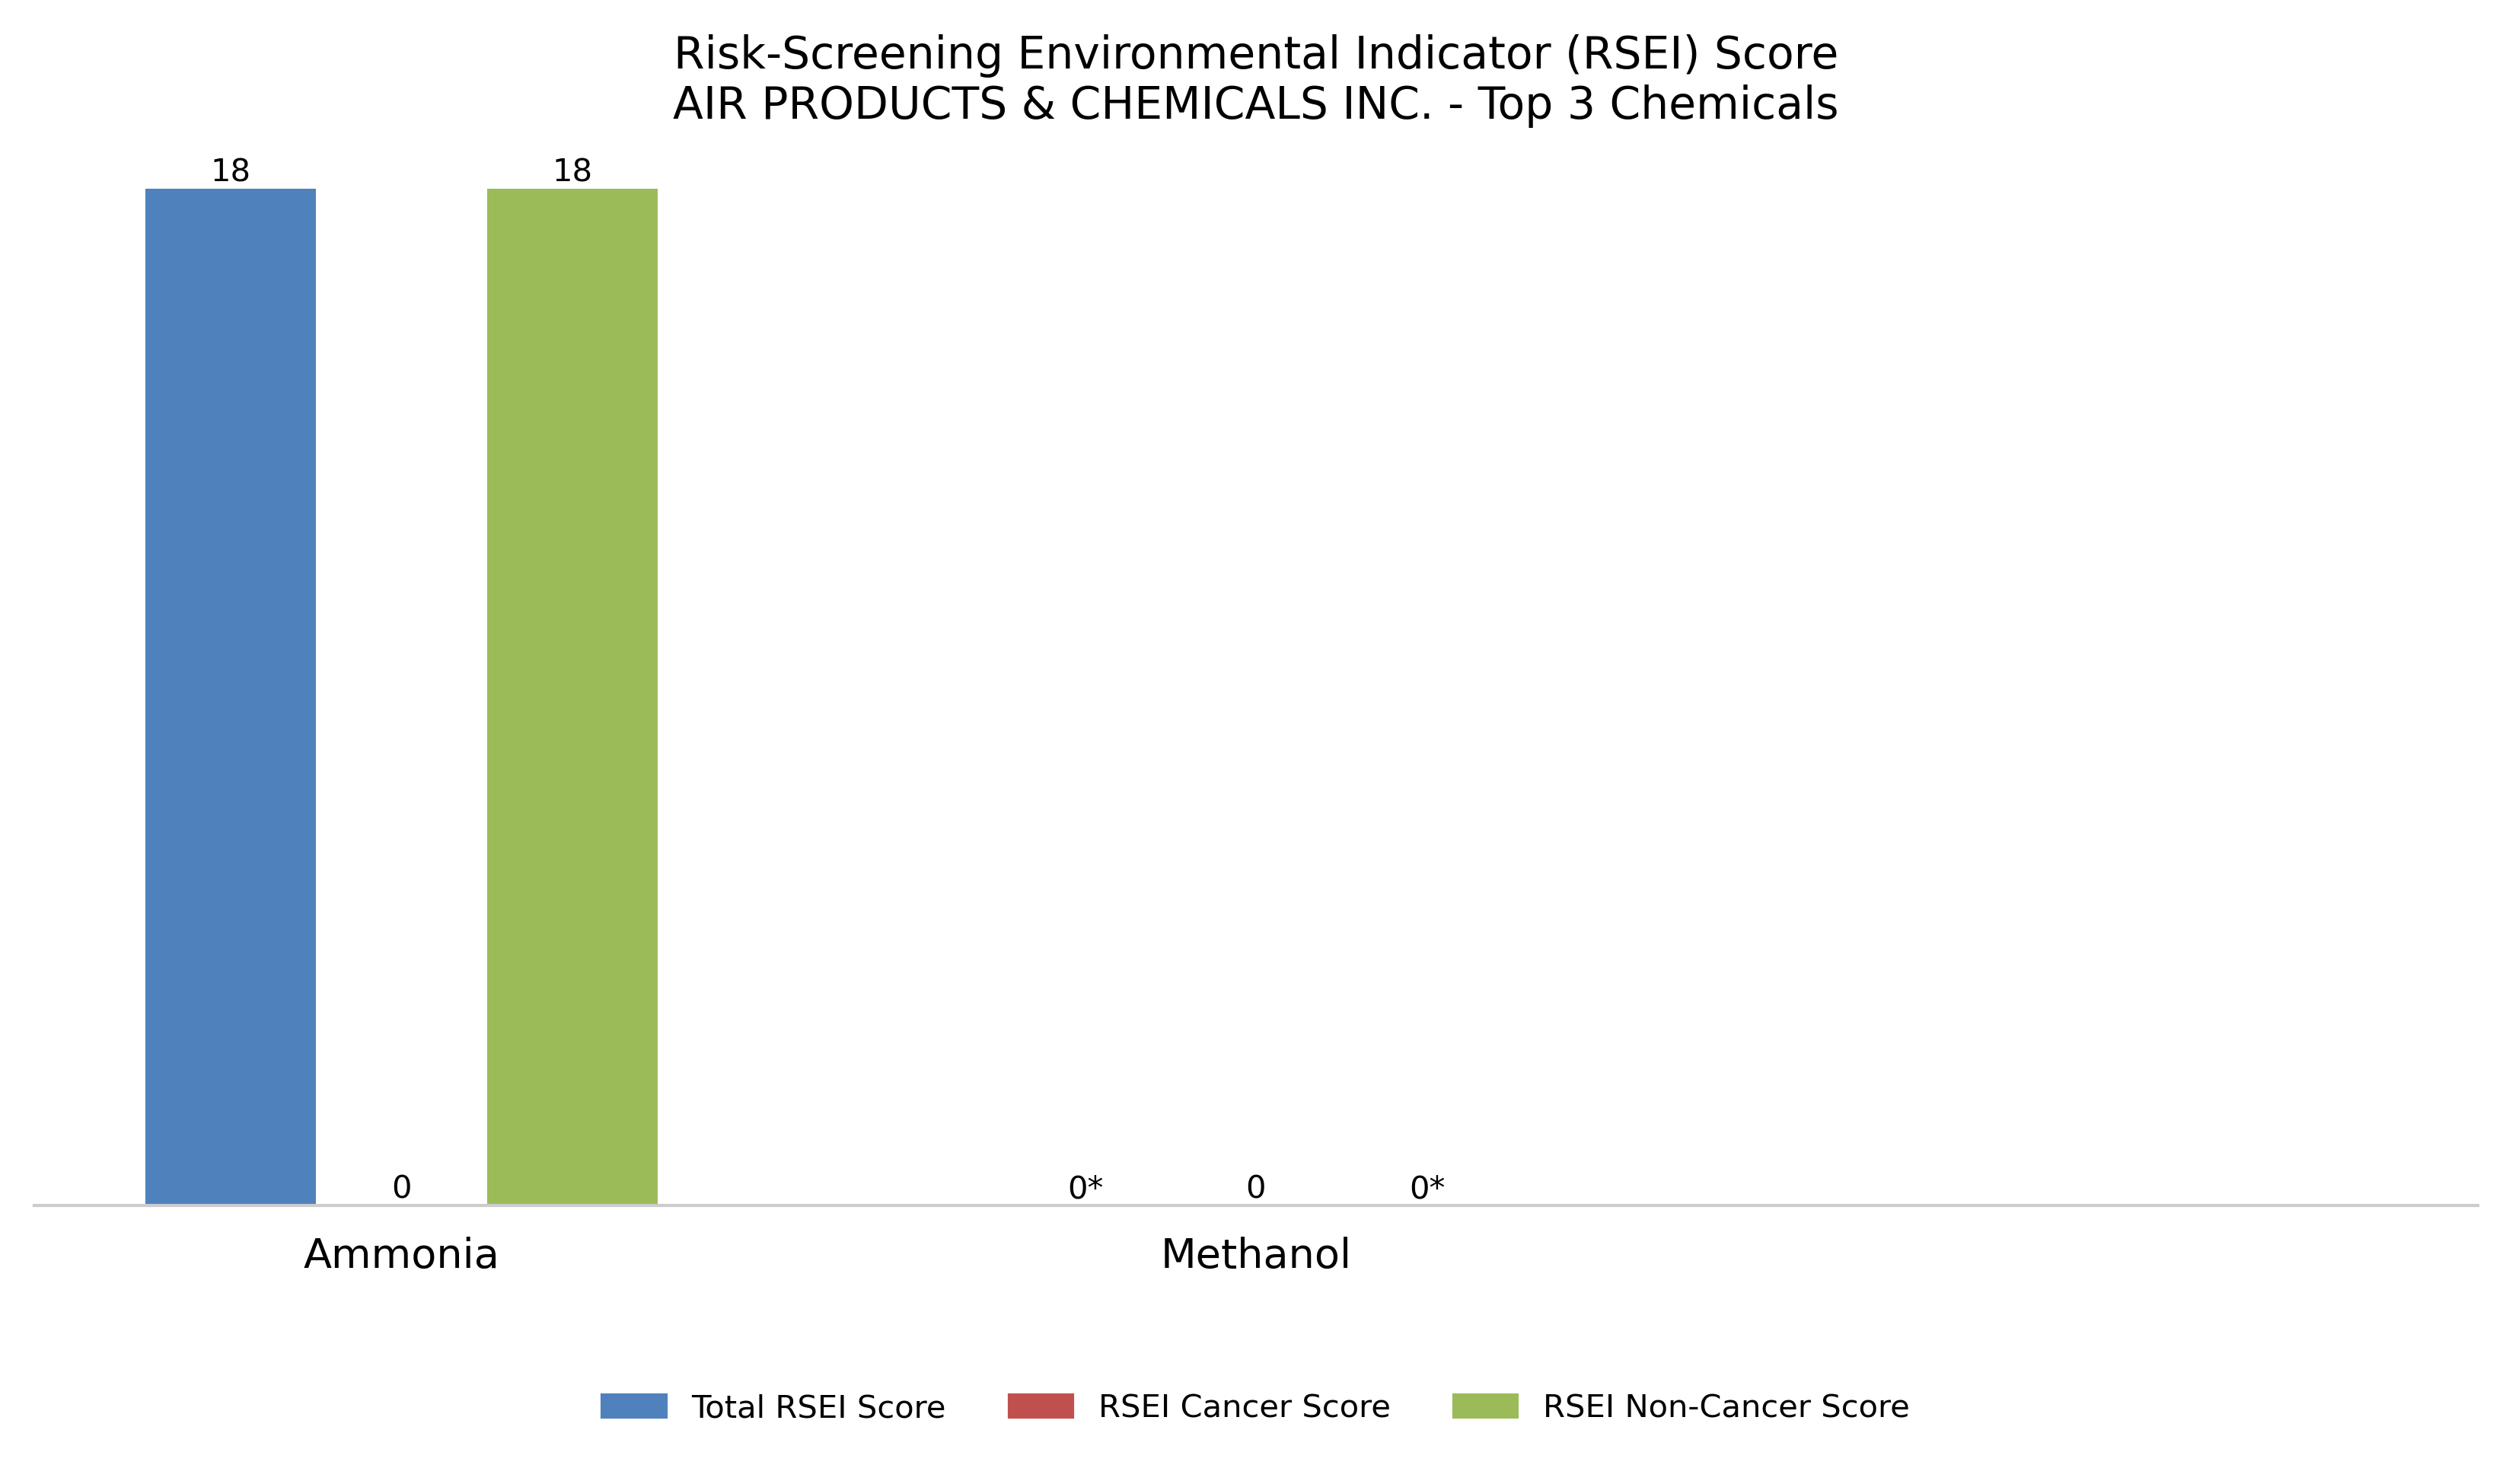 Risk-Screening Environmental Indicator (RSEI) Score
AIR PRODUCTS & CHEMICALS INC. - Top 3 Chemicals
18
18
0
0*
0
0*
Ammonia
Methanol
Total RSEI Score
RSEI Cancer Score
RSEI Non-Cancer Score